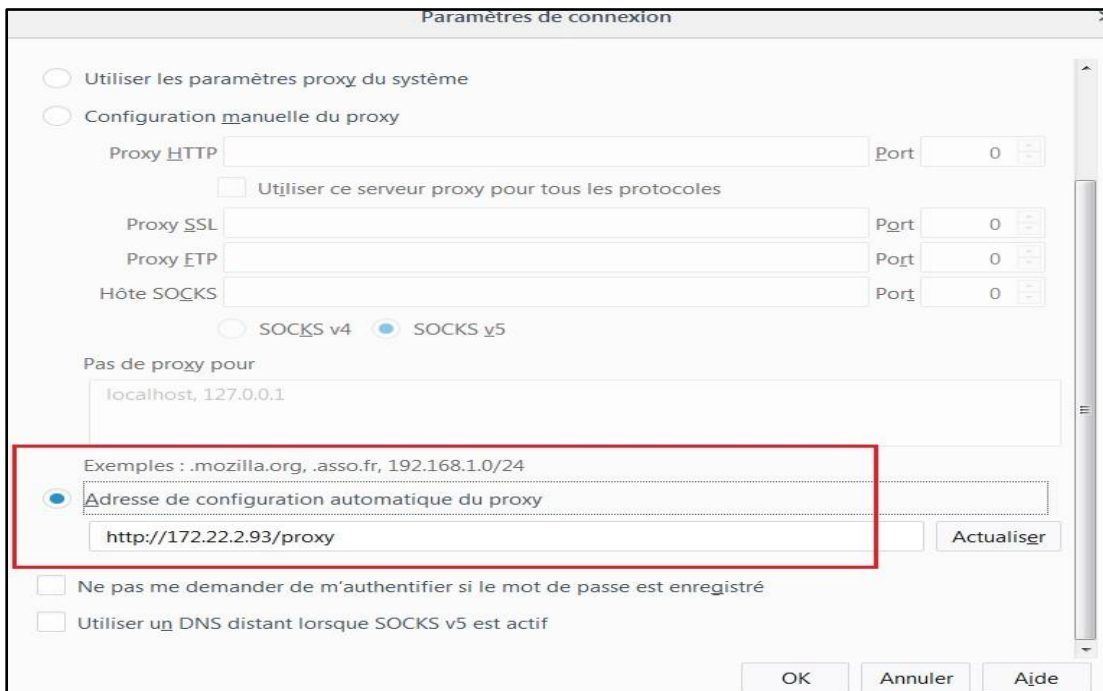 Paramètres de connexion
Utiliser les paramètres proxy du système
Configuration manuelle du proxy
Proxy HTTP Port 0
Utiliser ce serveur proxy pour tous les protocoles
Proxy SSL Port 0
Proxy FTP Port 0
Hôte SOCKS Port 0
SOCKS v4 SOCKS v5
Pas de proxy pour
localhost, 127.0.0.1
Exemples : .mozilla.org, .asso.fr, 192.168.1.0/24
Adresse de configuration automatique du proxy
http://172.22.2.93/proxy Actualiser
Ne pas me demander de m'authentifier si le mot de passe est enregistré
Utiliser un DNS distant lorsque SOCKS v5 est actif
OK Annuler Aide